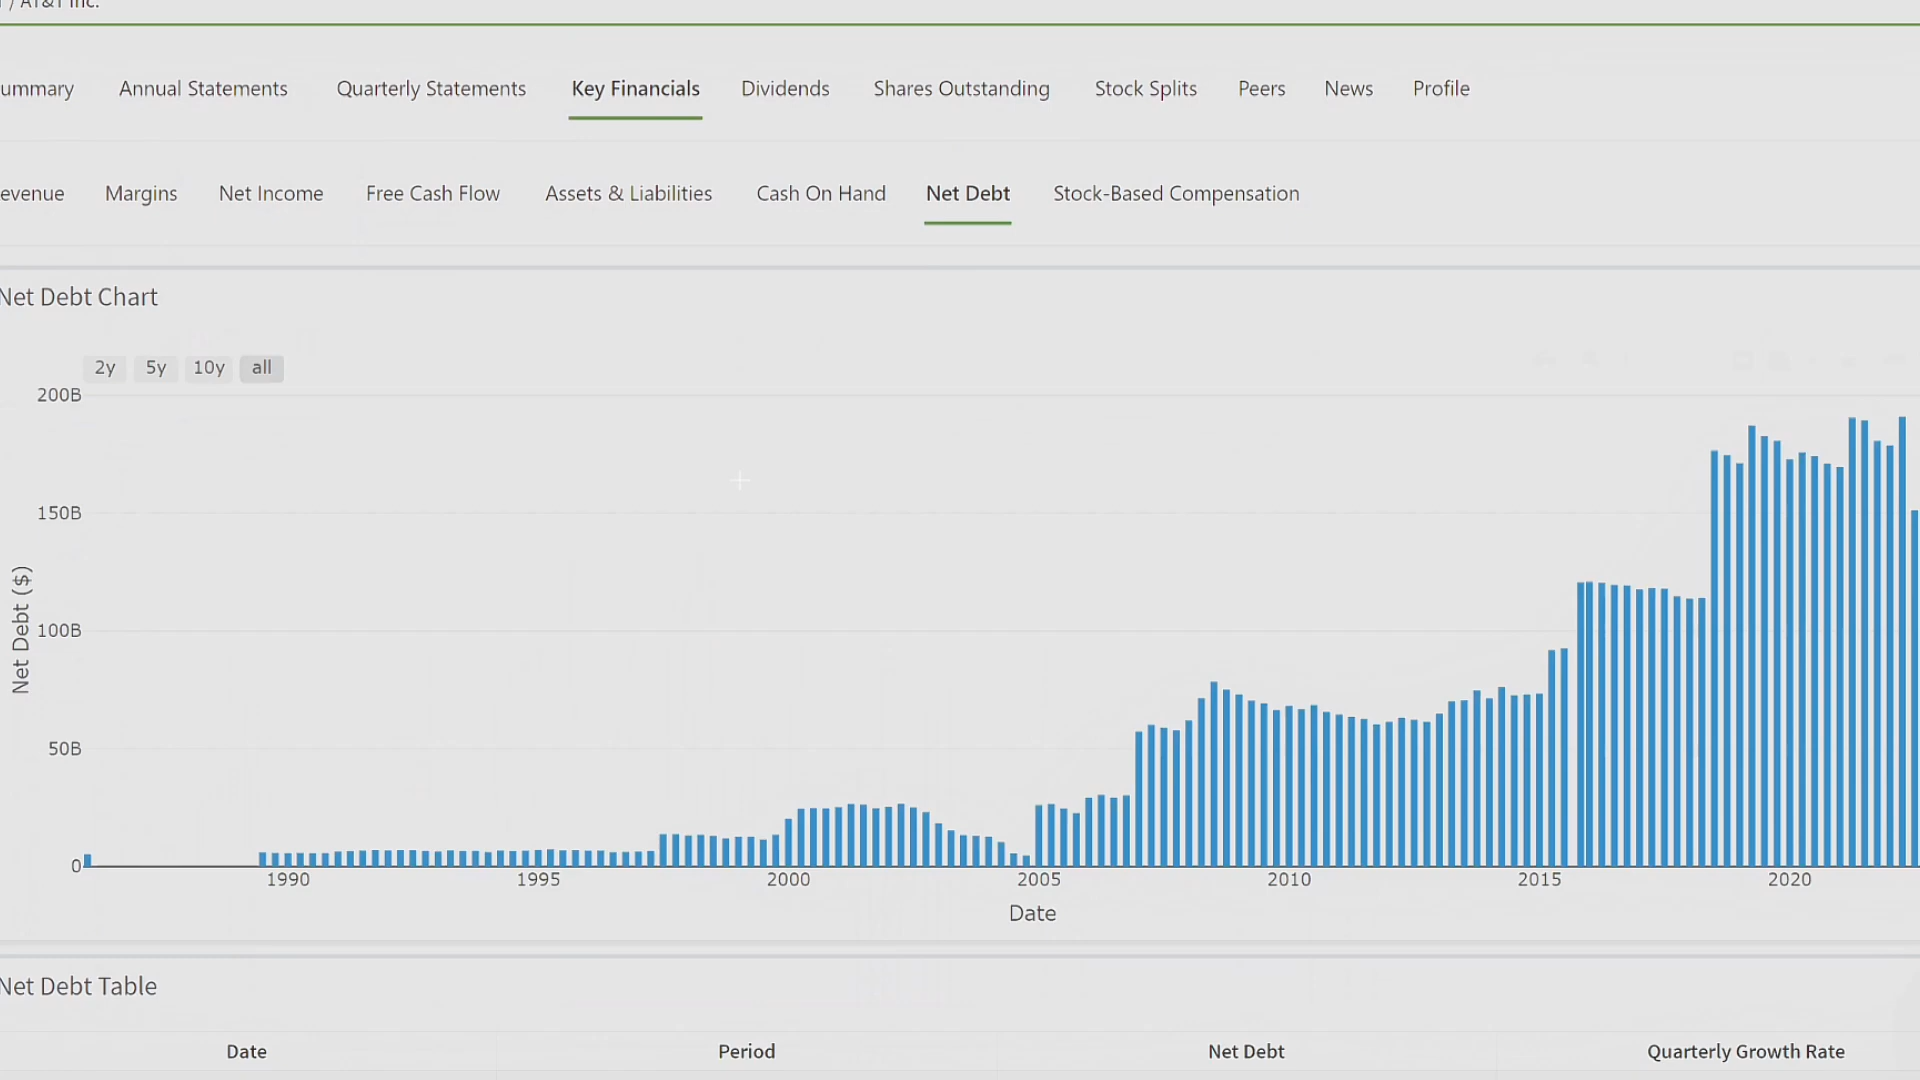 / AT&T Inc.
ummary Annual Statements Quarterly Statements Key Financials Dividends Shares Outstanding Stock Splits Peers News Profile
evenue Margins Net Income Free Cash Flow Assets & Liabilities Cash On Hand Net Debt Stock-Based Compensation
Net Debt Chart
2y 5y 10y all
200B
150B
100B
50B
0
Net Debt ($)
1990 1995 2000 2005 2010 2015 2020
Date
Net Debt Table
Date Period Net Debt Quarterly Growth Rate